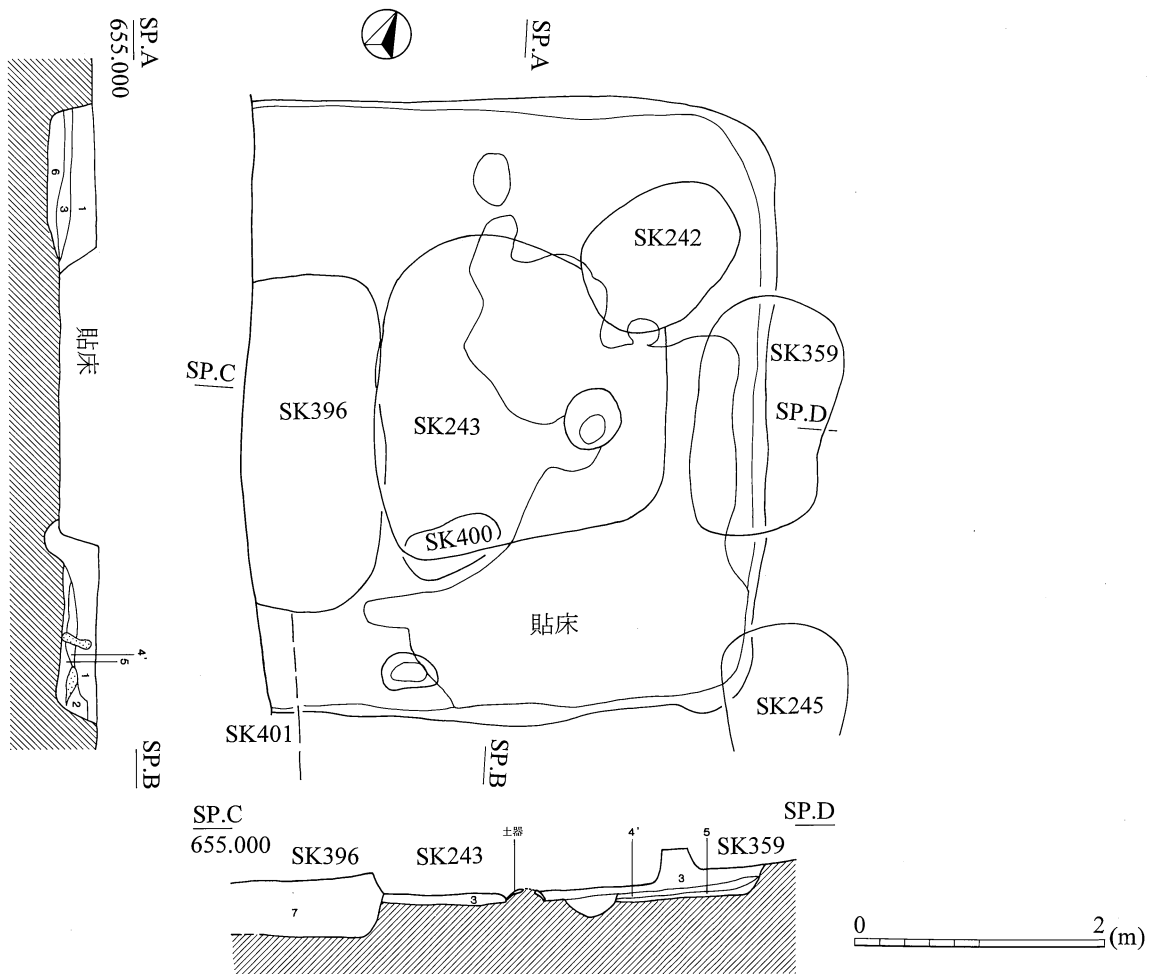 SP.A
655.000
SP.A
6
3
1
貼床
4'
5
1
2
SP.B
SK242
SK359
SP.C
SK396
SK243
SP.D
SK400
貼床
SK245
SK401
SP.B
SP.C
655.000
SP.D
土器
4'
5
SK396
SK243
SK359
3
3
7
0
2
(m)